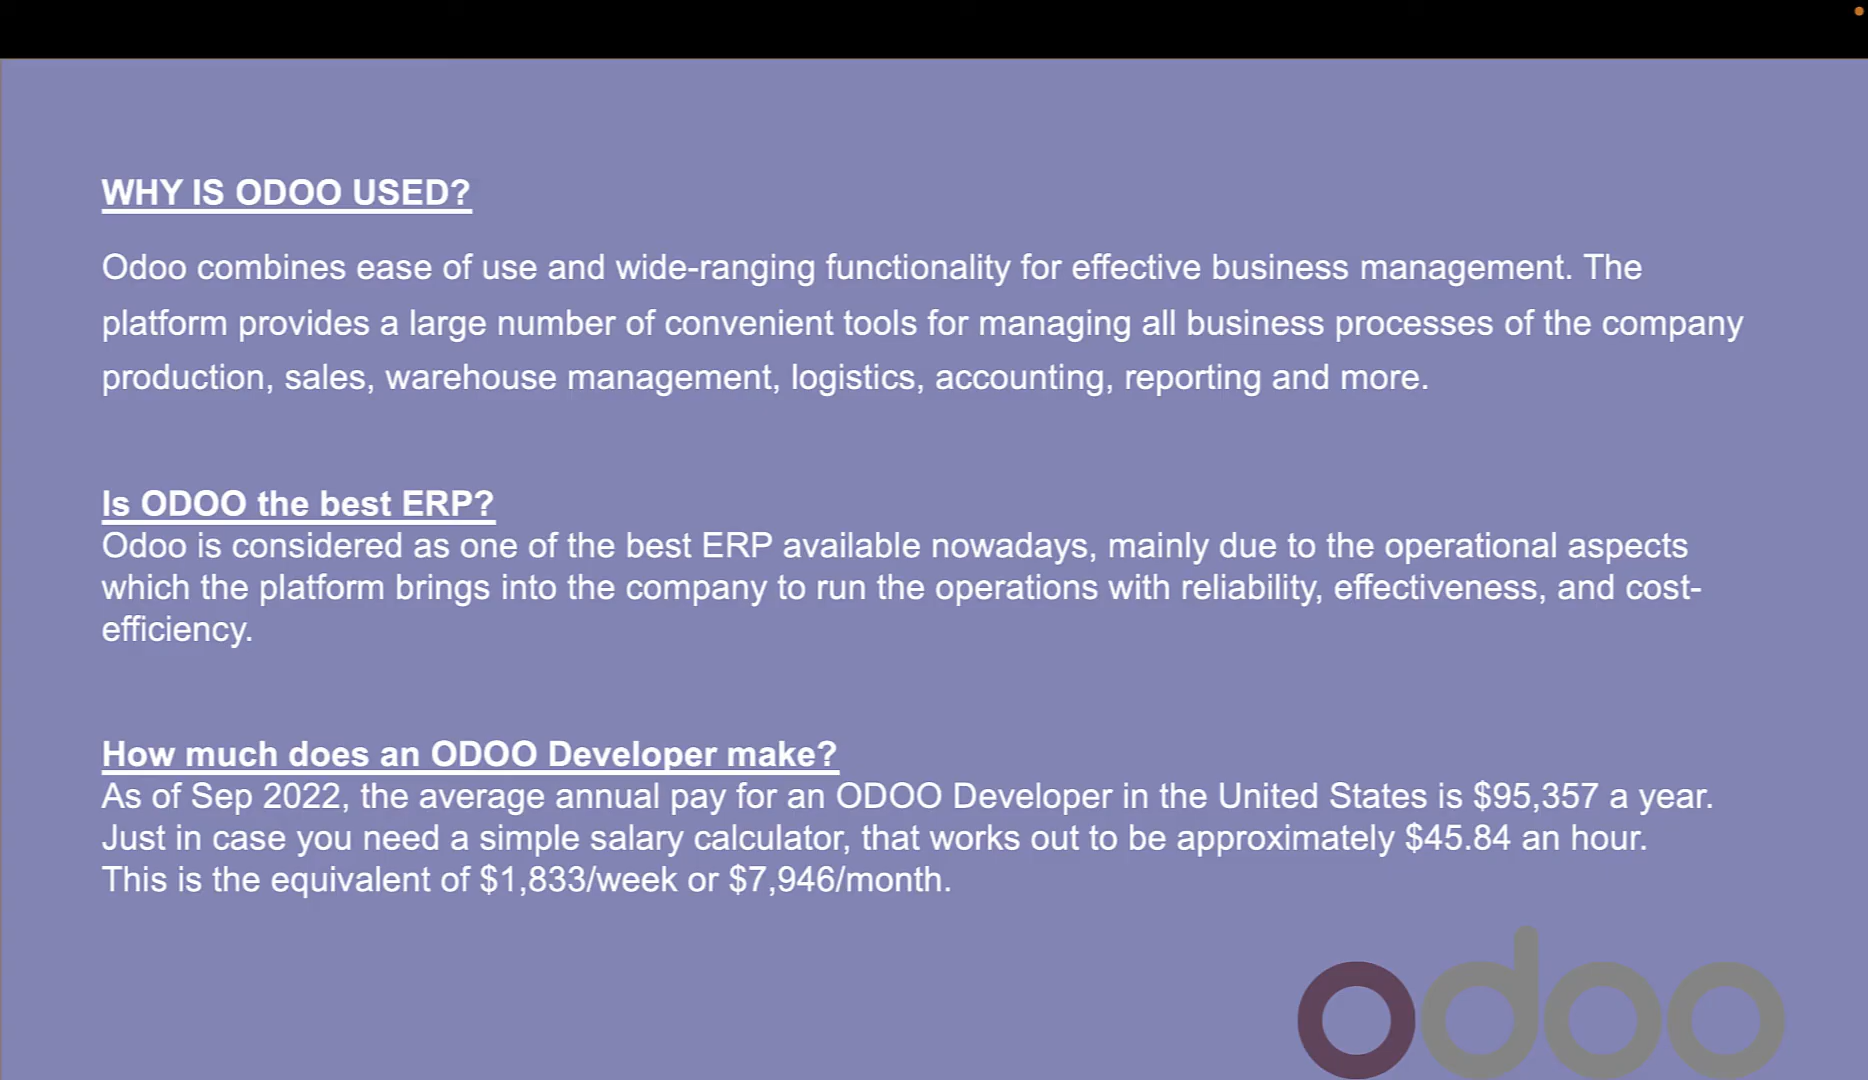 WHY IS ODOO USED?
Odoo combines ease of use and wide-ranging functionality for effective business management. The
platform provides a large number of convenient tools for managing all business processes of the company
production, sales, warehouse management, logistics, accounting, reporting and more.
Is ODOO the best ERP?
Odoo is considered as one of the best ERP available nowadays, mainly due to the operational aspects
which the platform brings into the company to run the operations with reliability, effectiveness, and cost-
efficiency.
How much does an ODOO Developer make?
As of Sep 2022, the average annual pay for an ODOO Developer in the United States is $95,357 a year.
Just in case you need a simple salary calculator, that works out to be approximately $45.84 an hour.
This is the equivalent of $1,833/week or $7,946/month.
odoo